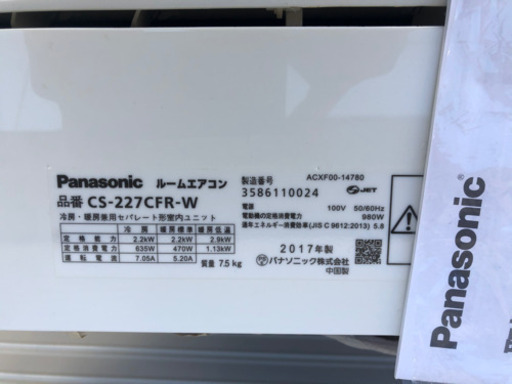 Panasonic ルームエアコン
品番 CS-227CFR-W
冷房・暖房兼用セパレート形室内ユニット
冷房 暖房標準 暖房低温
定格能力 2.2kW 2.2kW 2.9kW
定格消費電力 635W 470W 1.13kW
運転電流 7.05A 5.20A
質量 7.5kg
製造番号 ACXF00-14780
3586110024 JET
電源 100V 50/60Hz
電動機の定格消費電力 980W
通年エネルギー消費効率(JIS C 9612:2013) 5.8
2017年製
パナソニック株式会社
中国製
Panasonic